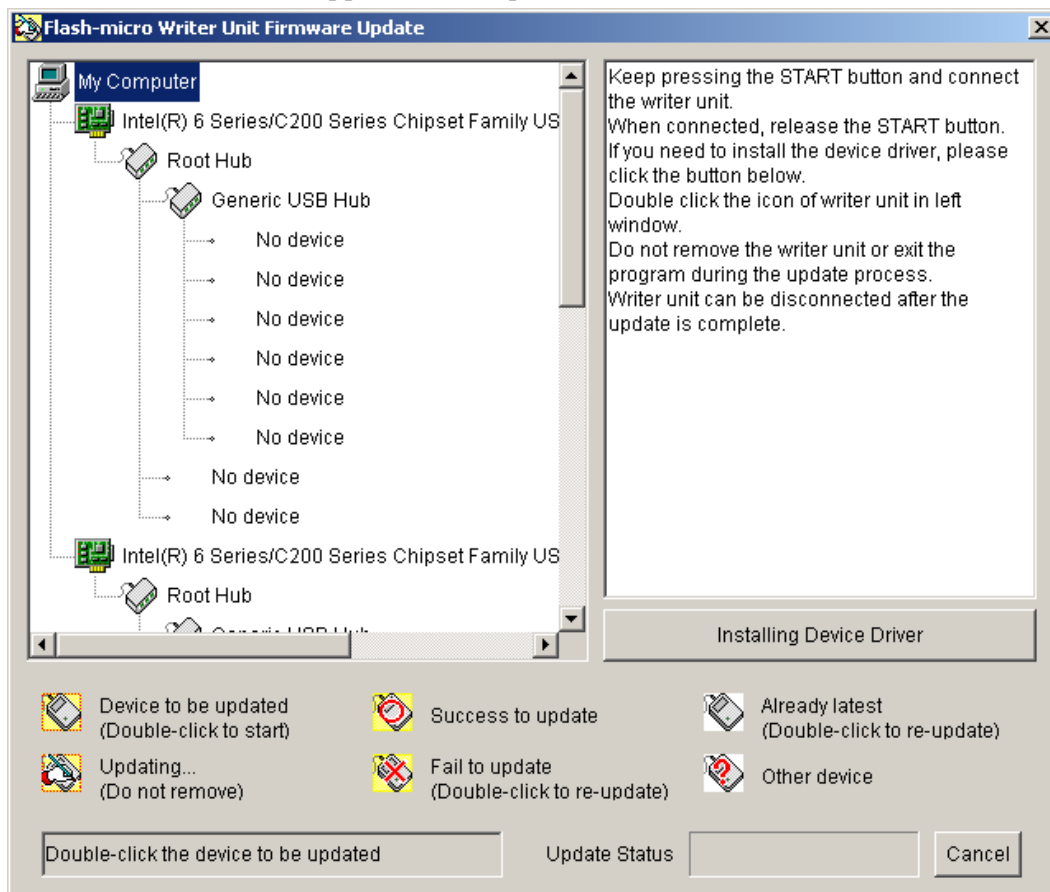 Flash-micro Writer Unit Firmware Update
My Computer
Intel(R) 6 Series/C200 Series Chipset Family US
Root Hub
Generic USB Hub
No device
No device
No device
No device
No device
No device
No device
No device
Intel(R) 6 Series/C200 Series Chipset Family US
Root Hub
Generic USB Hub
Keep pressing the START button and connect
the writer unit.
When connected, release the START button.
If you need to install the device driver, please
click the button below.
Double click the icon of writer unit in left
window.
Do not remove the writer unit or exit the
program during the update process.
Writer unit can be disconnected after the
update is complete.
Installing Device Driver
Device to be updated
(Double-click to start)
Success to update
Already latest
(Double-click to re-update)
Updating...
(Do not remove)
Fail to update
(Double-click to re-update)
Other device
Double-click the device to be updated
Update Status
Cancel